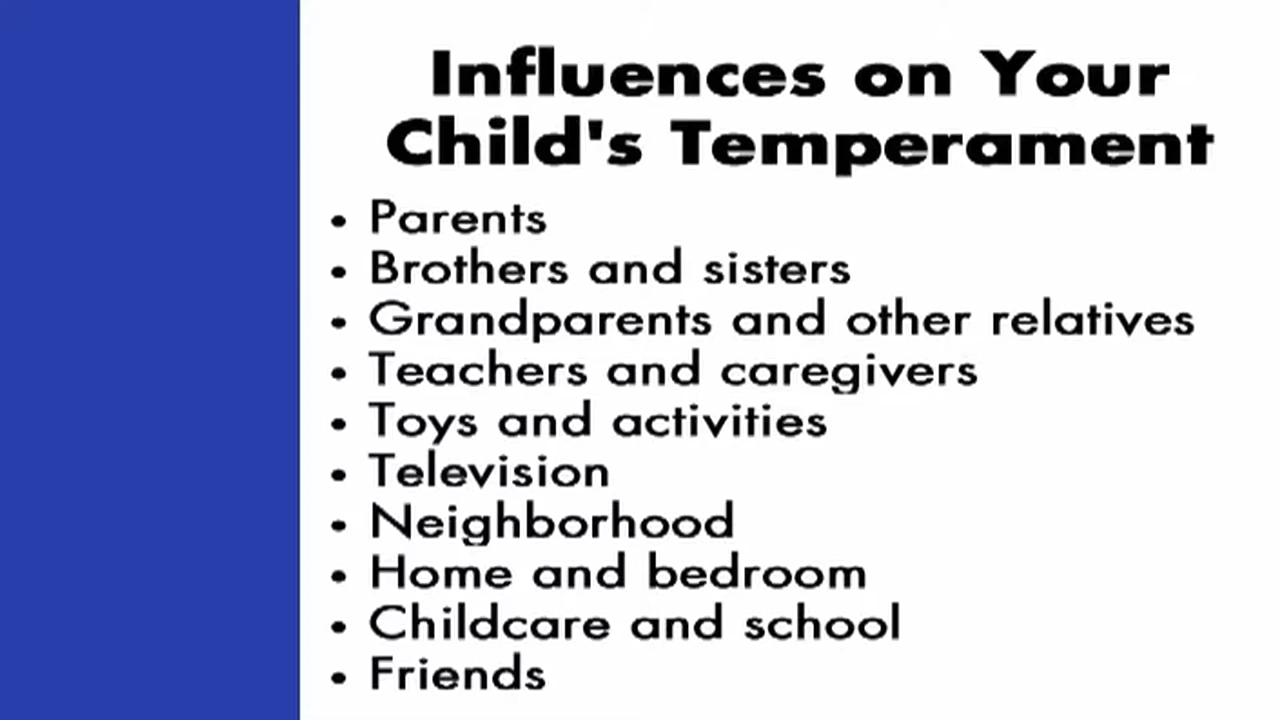 Influences on Your
Child's Temperament
• Parents
• Brothers and sisters
• Grandparents and other relatives
• Teachers and caregivers
• Toys and activities
• Television
• Neighborhood
• Home and bedroom
• Childcare and school
• Friends